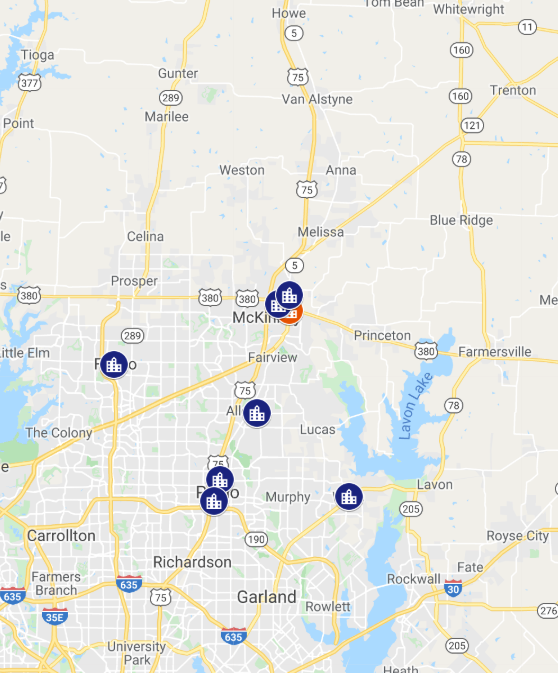 Howe
Tom Bean
Whitewright
5
11
Tioga
160
377
Gunter
75
Trenton
289
Van Alstyne
160
Marilee
Point
121
78
Weston
Anna
75
Blue Ridge
Celina
Melissa
5
Prosper
380
380
380
Me
289
Princeton
Little Elm
380
Farmersville
Fairview
75
Lavon Lake
78
The Colony
Lucas
75
Murphy
Lavon
205
Carrollton
190
Royse City
Richardson
Fate
Farmers
Branch
635
Rockwall
30
635
75
Garland
Rowlett
276
35E
635
University
Park
205
Heath